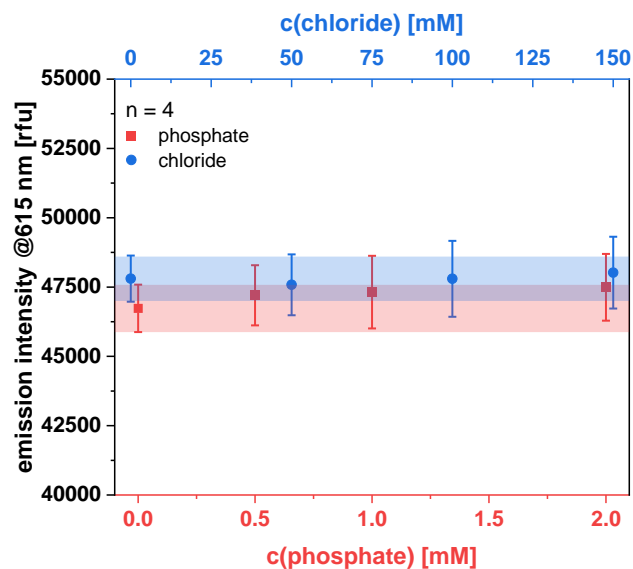 c(chloride) [mM]
0 25 50 75 100 125 150
emission intensity @615 nm [rfu]
55000
52500
50000
47500
45000
42500
40000
n = 4
phosphate
chloride
0.0 0.5 1.0 1.5 2.0
c(phosphate) [mM]